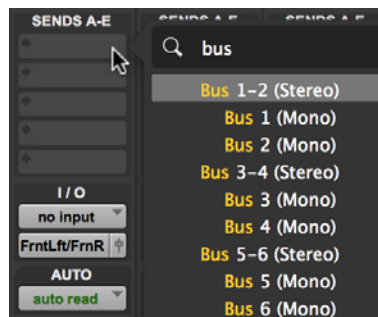 SENDS A-E
SENDS A-E
SENDS A-E
bus
Bus 1-2 (Stereo)
Bus 1 (Mono)
Bus 2 (Mono)
Bus 3-4 (Stereo)
Bus 3 (Mono)
Bus 4 (Mono)
Bus 5-6 (Stereo)
Bus 5 (Mono)
Bus 6 (Mono)
I / O
no input
FrntLft/FrnR
AUTO
auto read